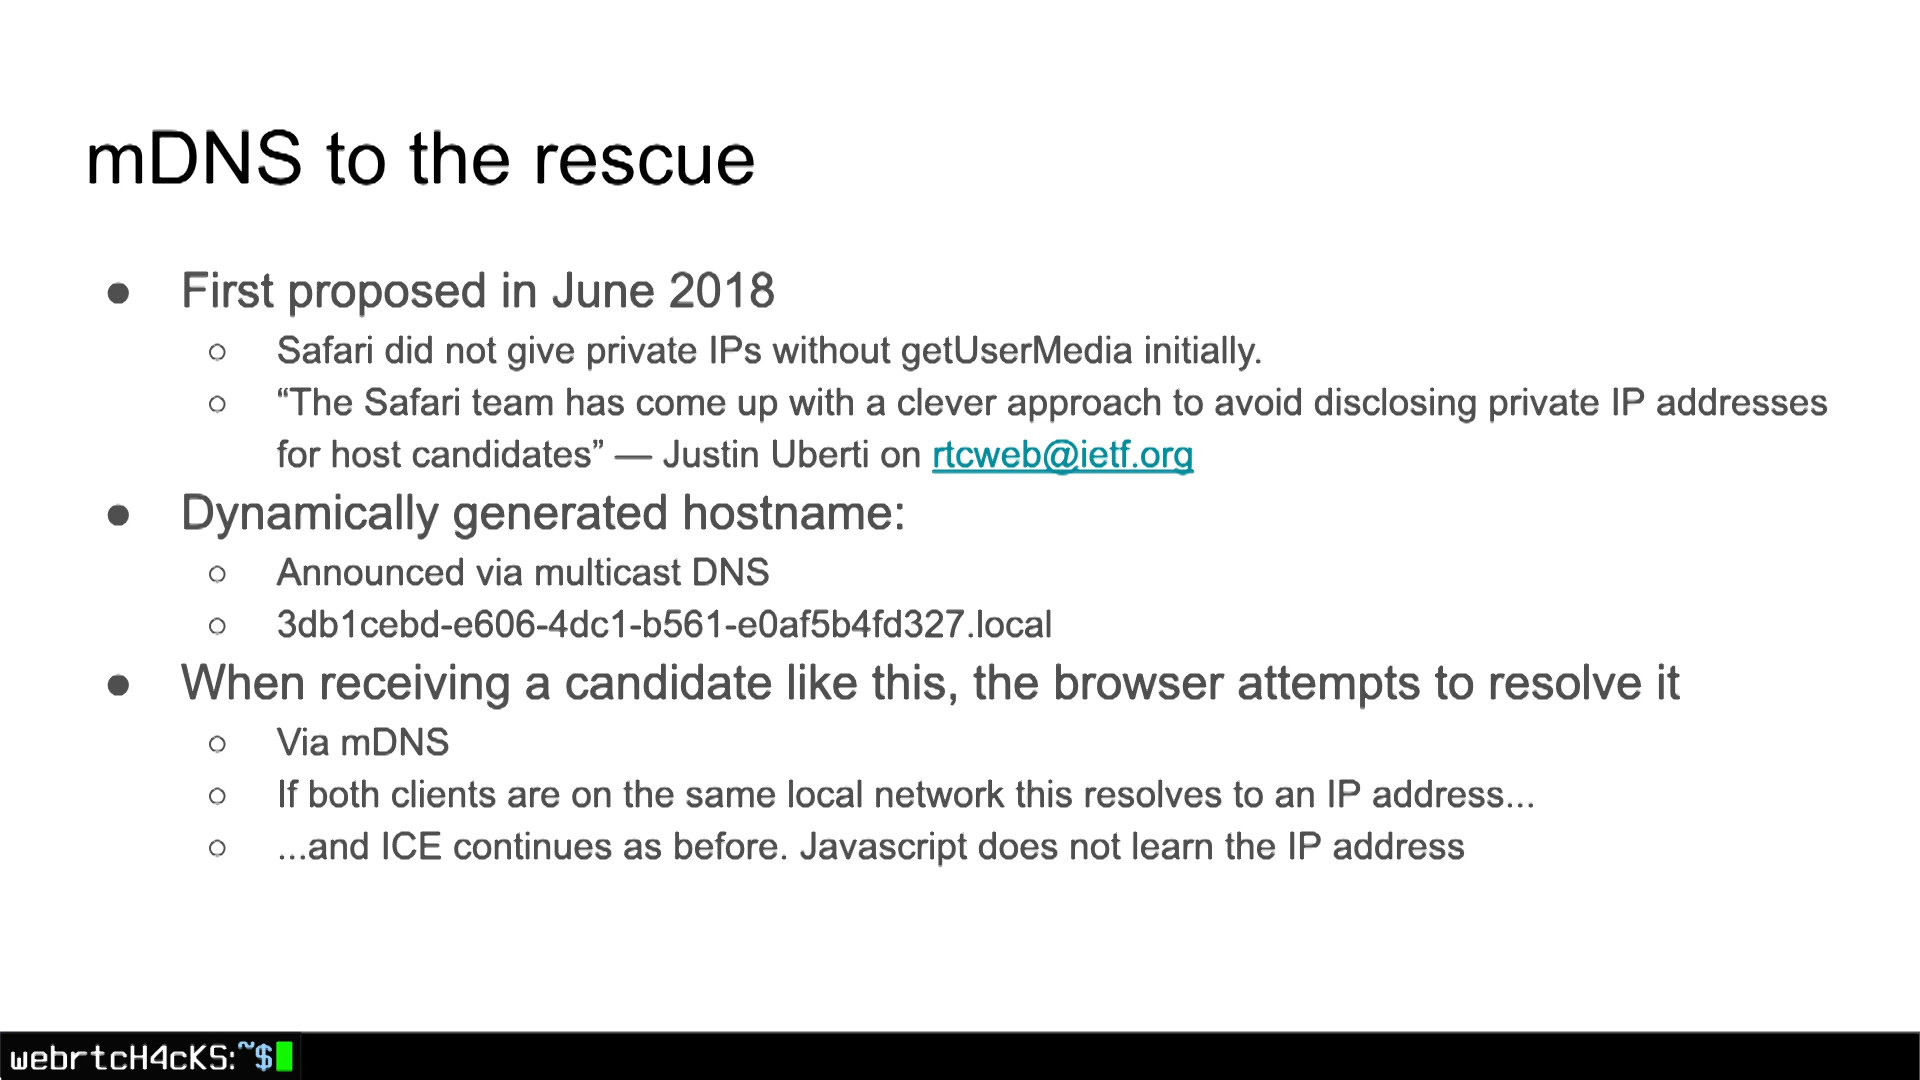 mDNS to the rescue
● First proposed in June 2018
○ Safari did not give private IPs without getUserMedia initially.
○ “The Safari team has come up with a clever approach to avoid disclosing private IP addresses
for host candidates” — Justin Uberti on rtcweb@ietf.org
● Dynamically generated hostname:
○ Announced via multicast DNS
○ 3db1cebd-e606-4dc1-b561-e0af5b4fd327.local
● When receiving a candidate like this, the browser attempts to resolve it
○ Via mDNS
○ If both clients are on the same local network this resolves to an IP address...
○ ...and ICE continues as before. Javascript does not learn the IP address
webrtcH4cKS:~$